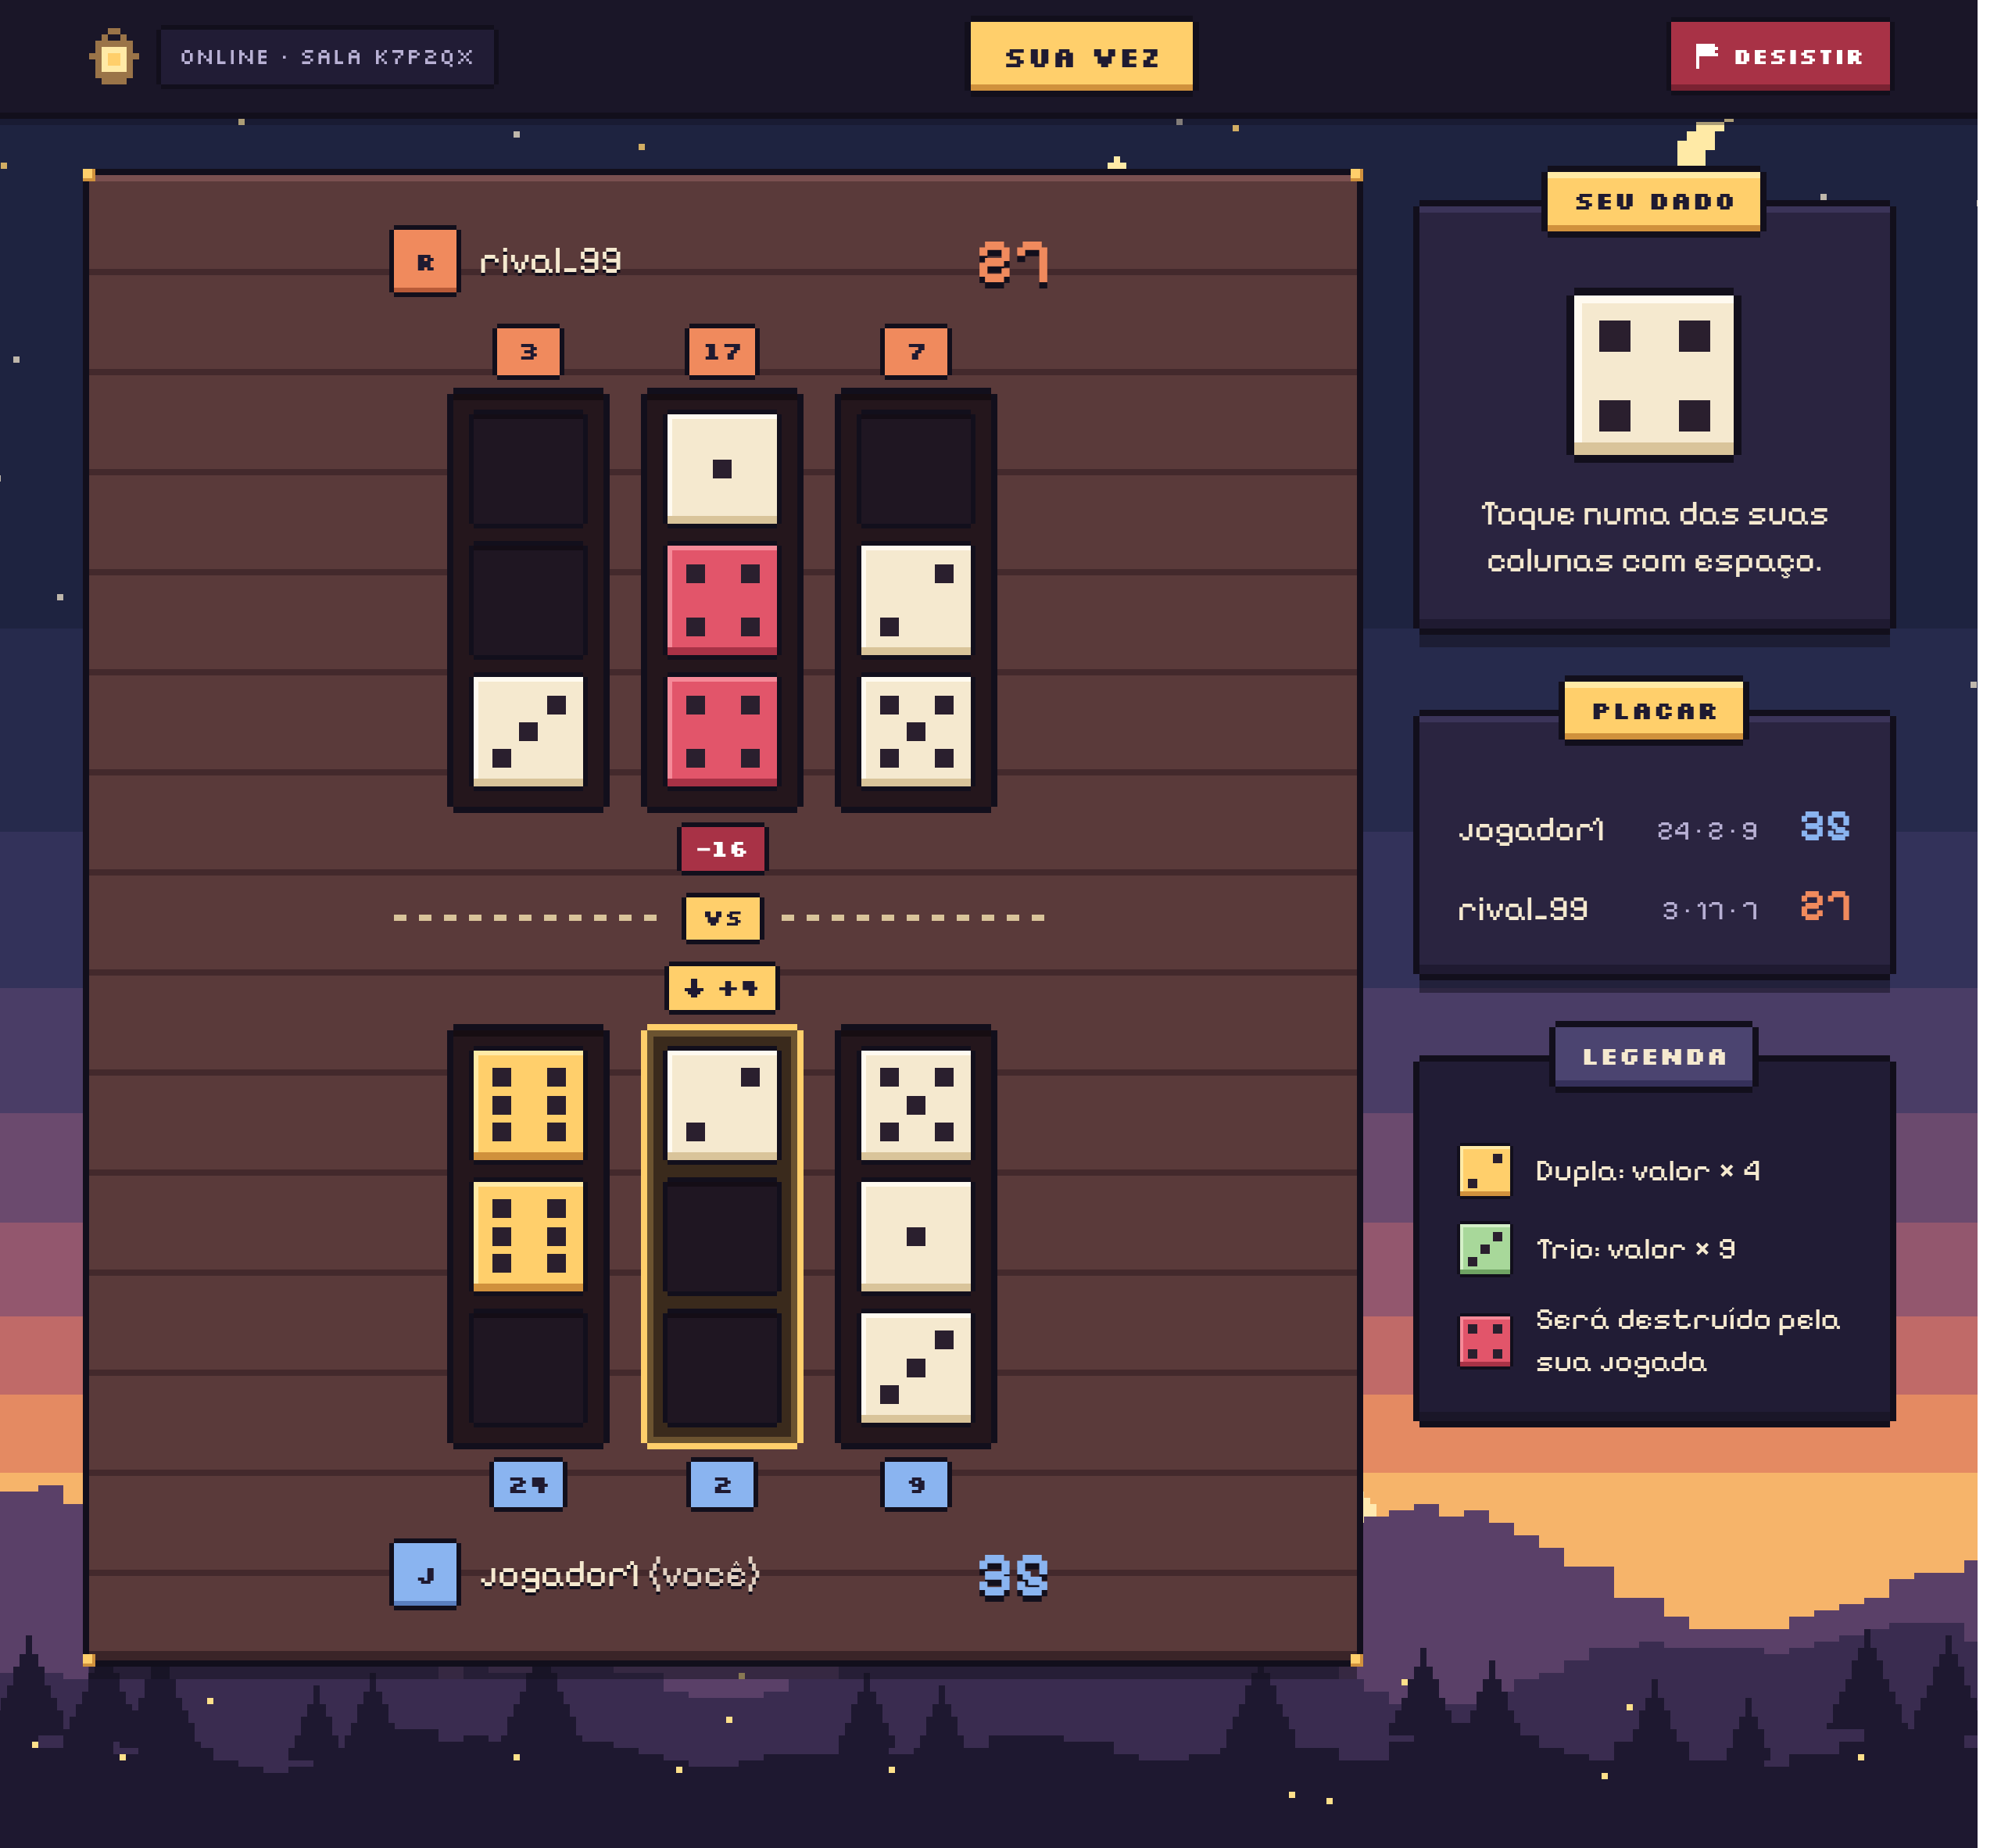 ONLINE · SALA K7P2QX
SUA VEZ
DESISTIR
R
rival_99
27
3
17
7
-16
VS
↓ +4
24
2
9
J
Jogador1 (você)
35
SEU DADO
Toque numa das suas
colunas com espaço.
PLACAR
Jogador1 24·2·9 35
rival_99 3·17·7 27
LEGENDA
Dupla: valor × 4
Trio: valor × 9
Será destruído pela
sua jogada